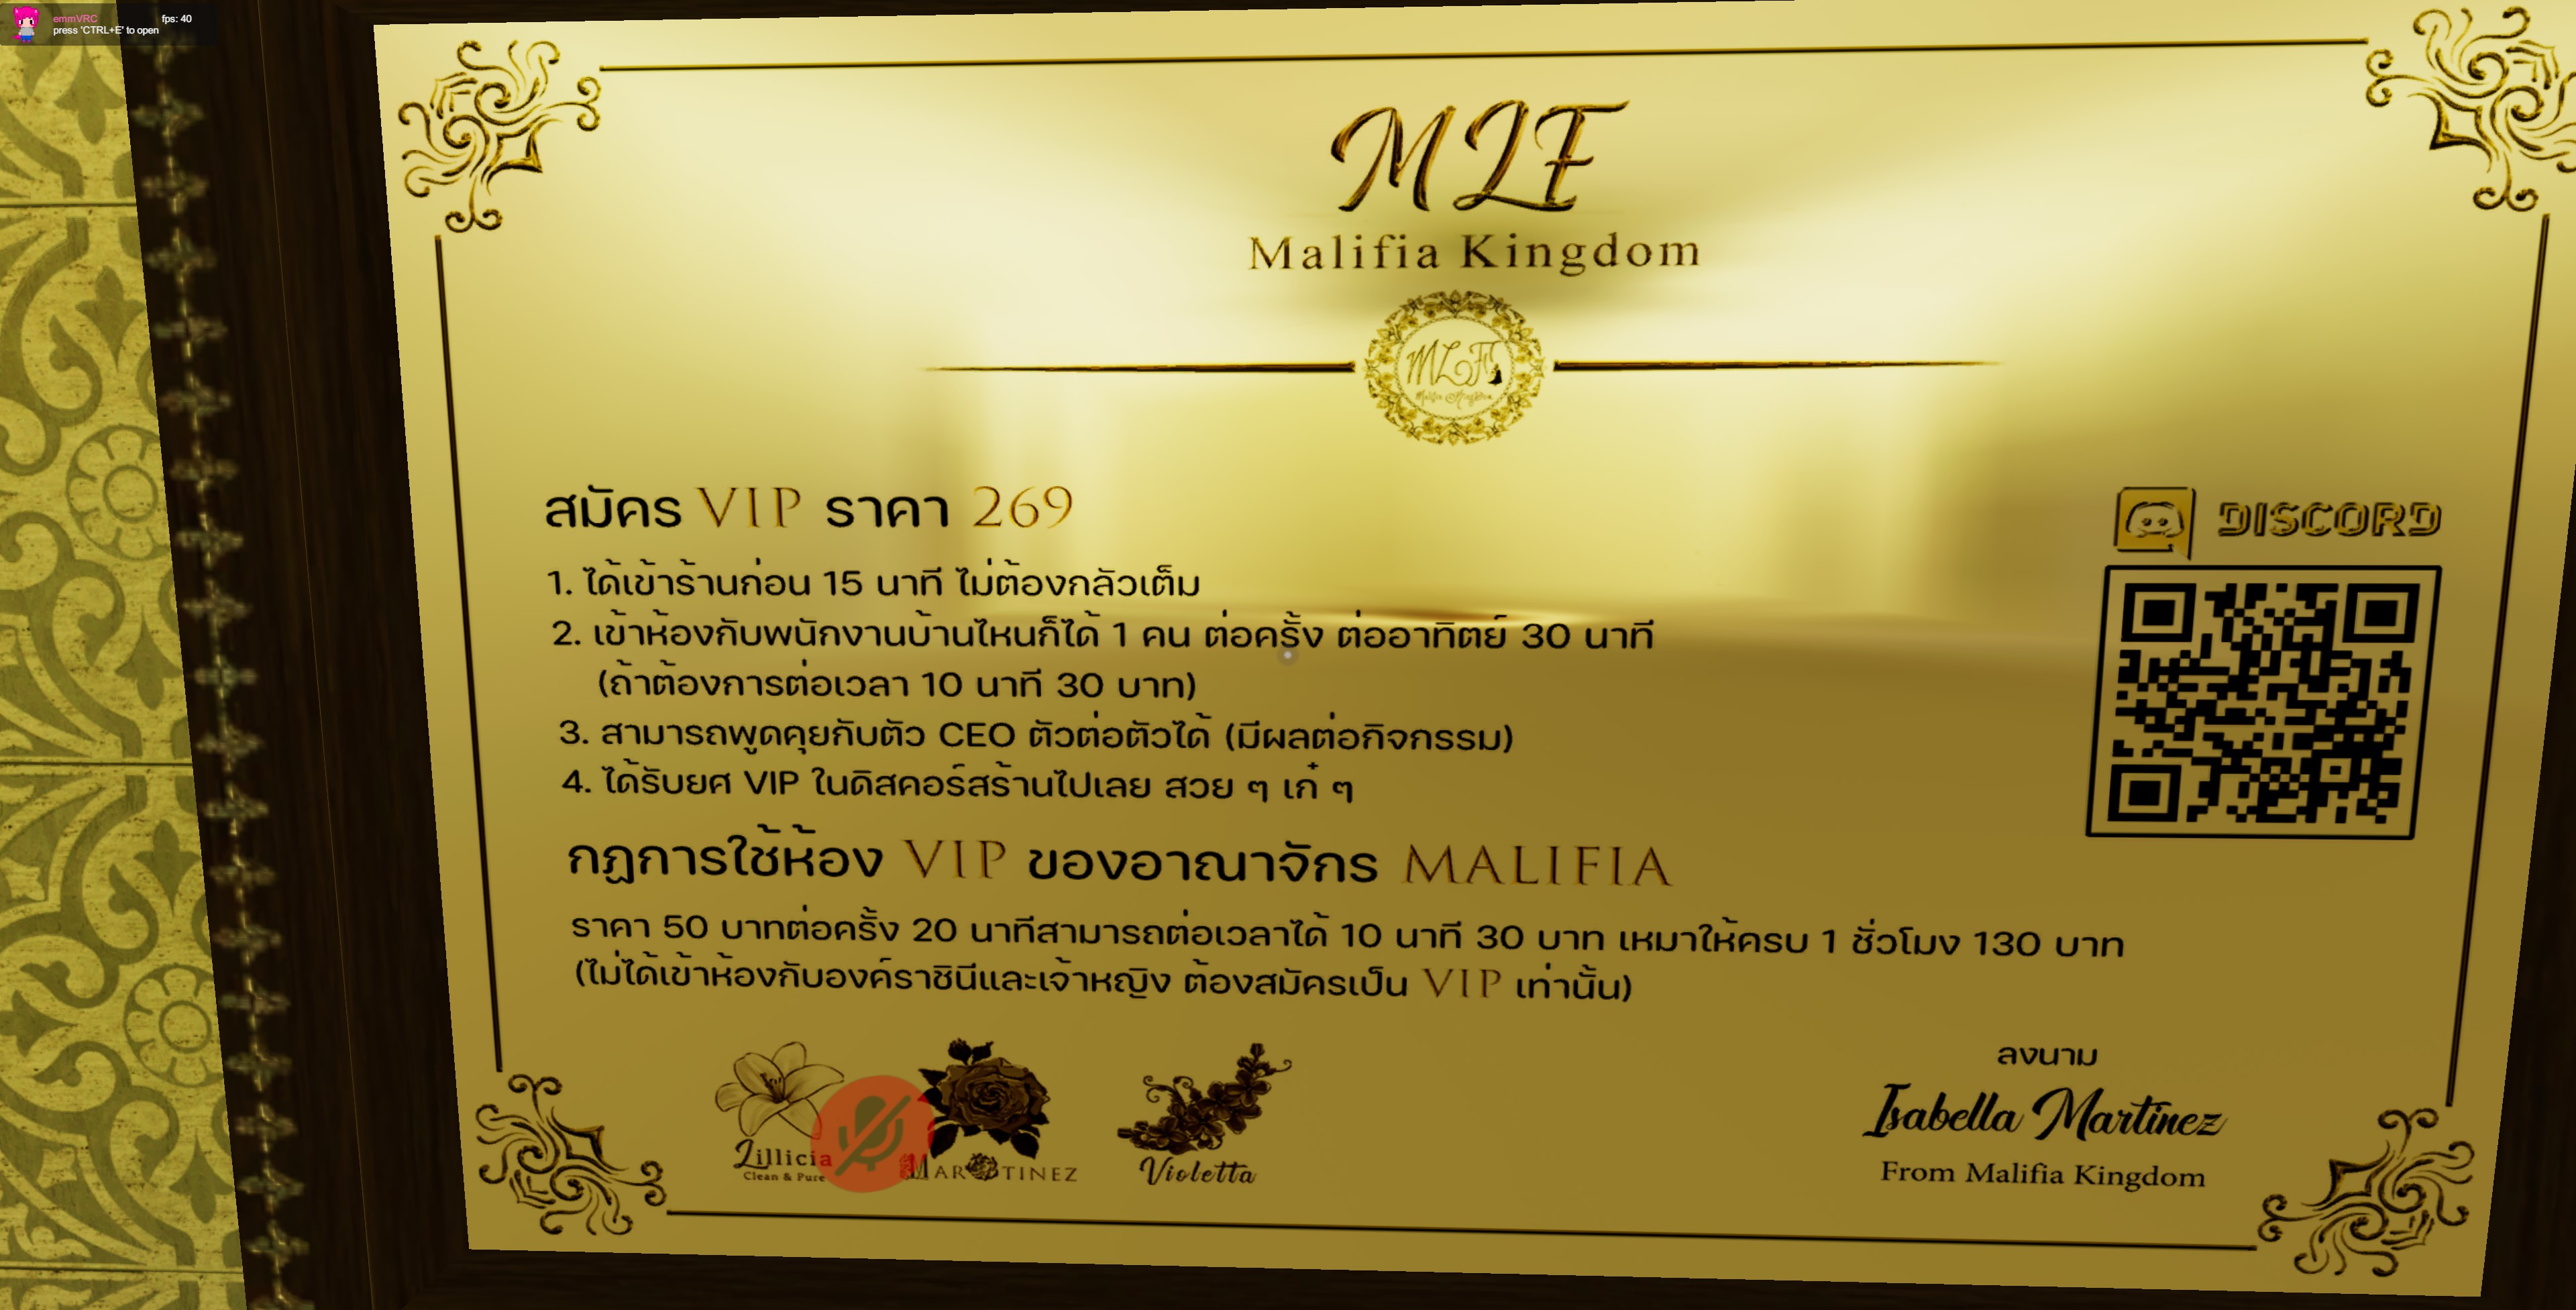 emmVRC fps: 40
press 'CTRL+E' to open
MLF
Malifia Kingdom
MLF
Malifia Kingdom
สมัคร VIP ราคา 269
DISCORD
1. ได้เข้าร้านก่อน 15 นาที ไม่ต้องกลัวเต็ม
2. เข้าห้องกับพนักงานบ้านไหนก็ได้ 1 คน ต่อครั้ง ต่ออาทิตย์ 30 นาที
(ถ้าต้องการต่อเวลา 10 นาที 30 บาท)
3. สามารถพูดคุยกับตัว CEO ตัวต่อตัวได้ (มีผลต่อกิจกรรม)
4. ได้รับยศ VIP ในดิสคอร์สร้านไปเลย สวย ๆ เก๋ ๆ
กฏการใช้ห้อง VIP ของอาณาจักร MALIFIA
ราคา 50 บาทต่อครั้ง 20 นาทีสามารถต่อเวลาได้ 10 นาที 30 บาท เหมาให้ครบ 1 ชั่วโมง 130 บาท
(ไม่ได้เข้าห้องกับองค์ราชินีและเจ้าหญิง ต้องสมัครเป็น VIP เท่านั้น)
Lillicia
Clean & Pure
MARTINEZ
Violetta
ลงนาม
Isabella Martinez
From Malifia Kingdom